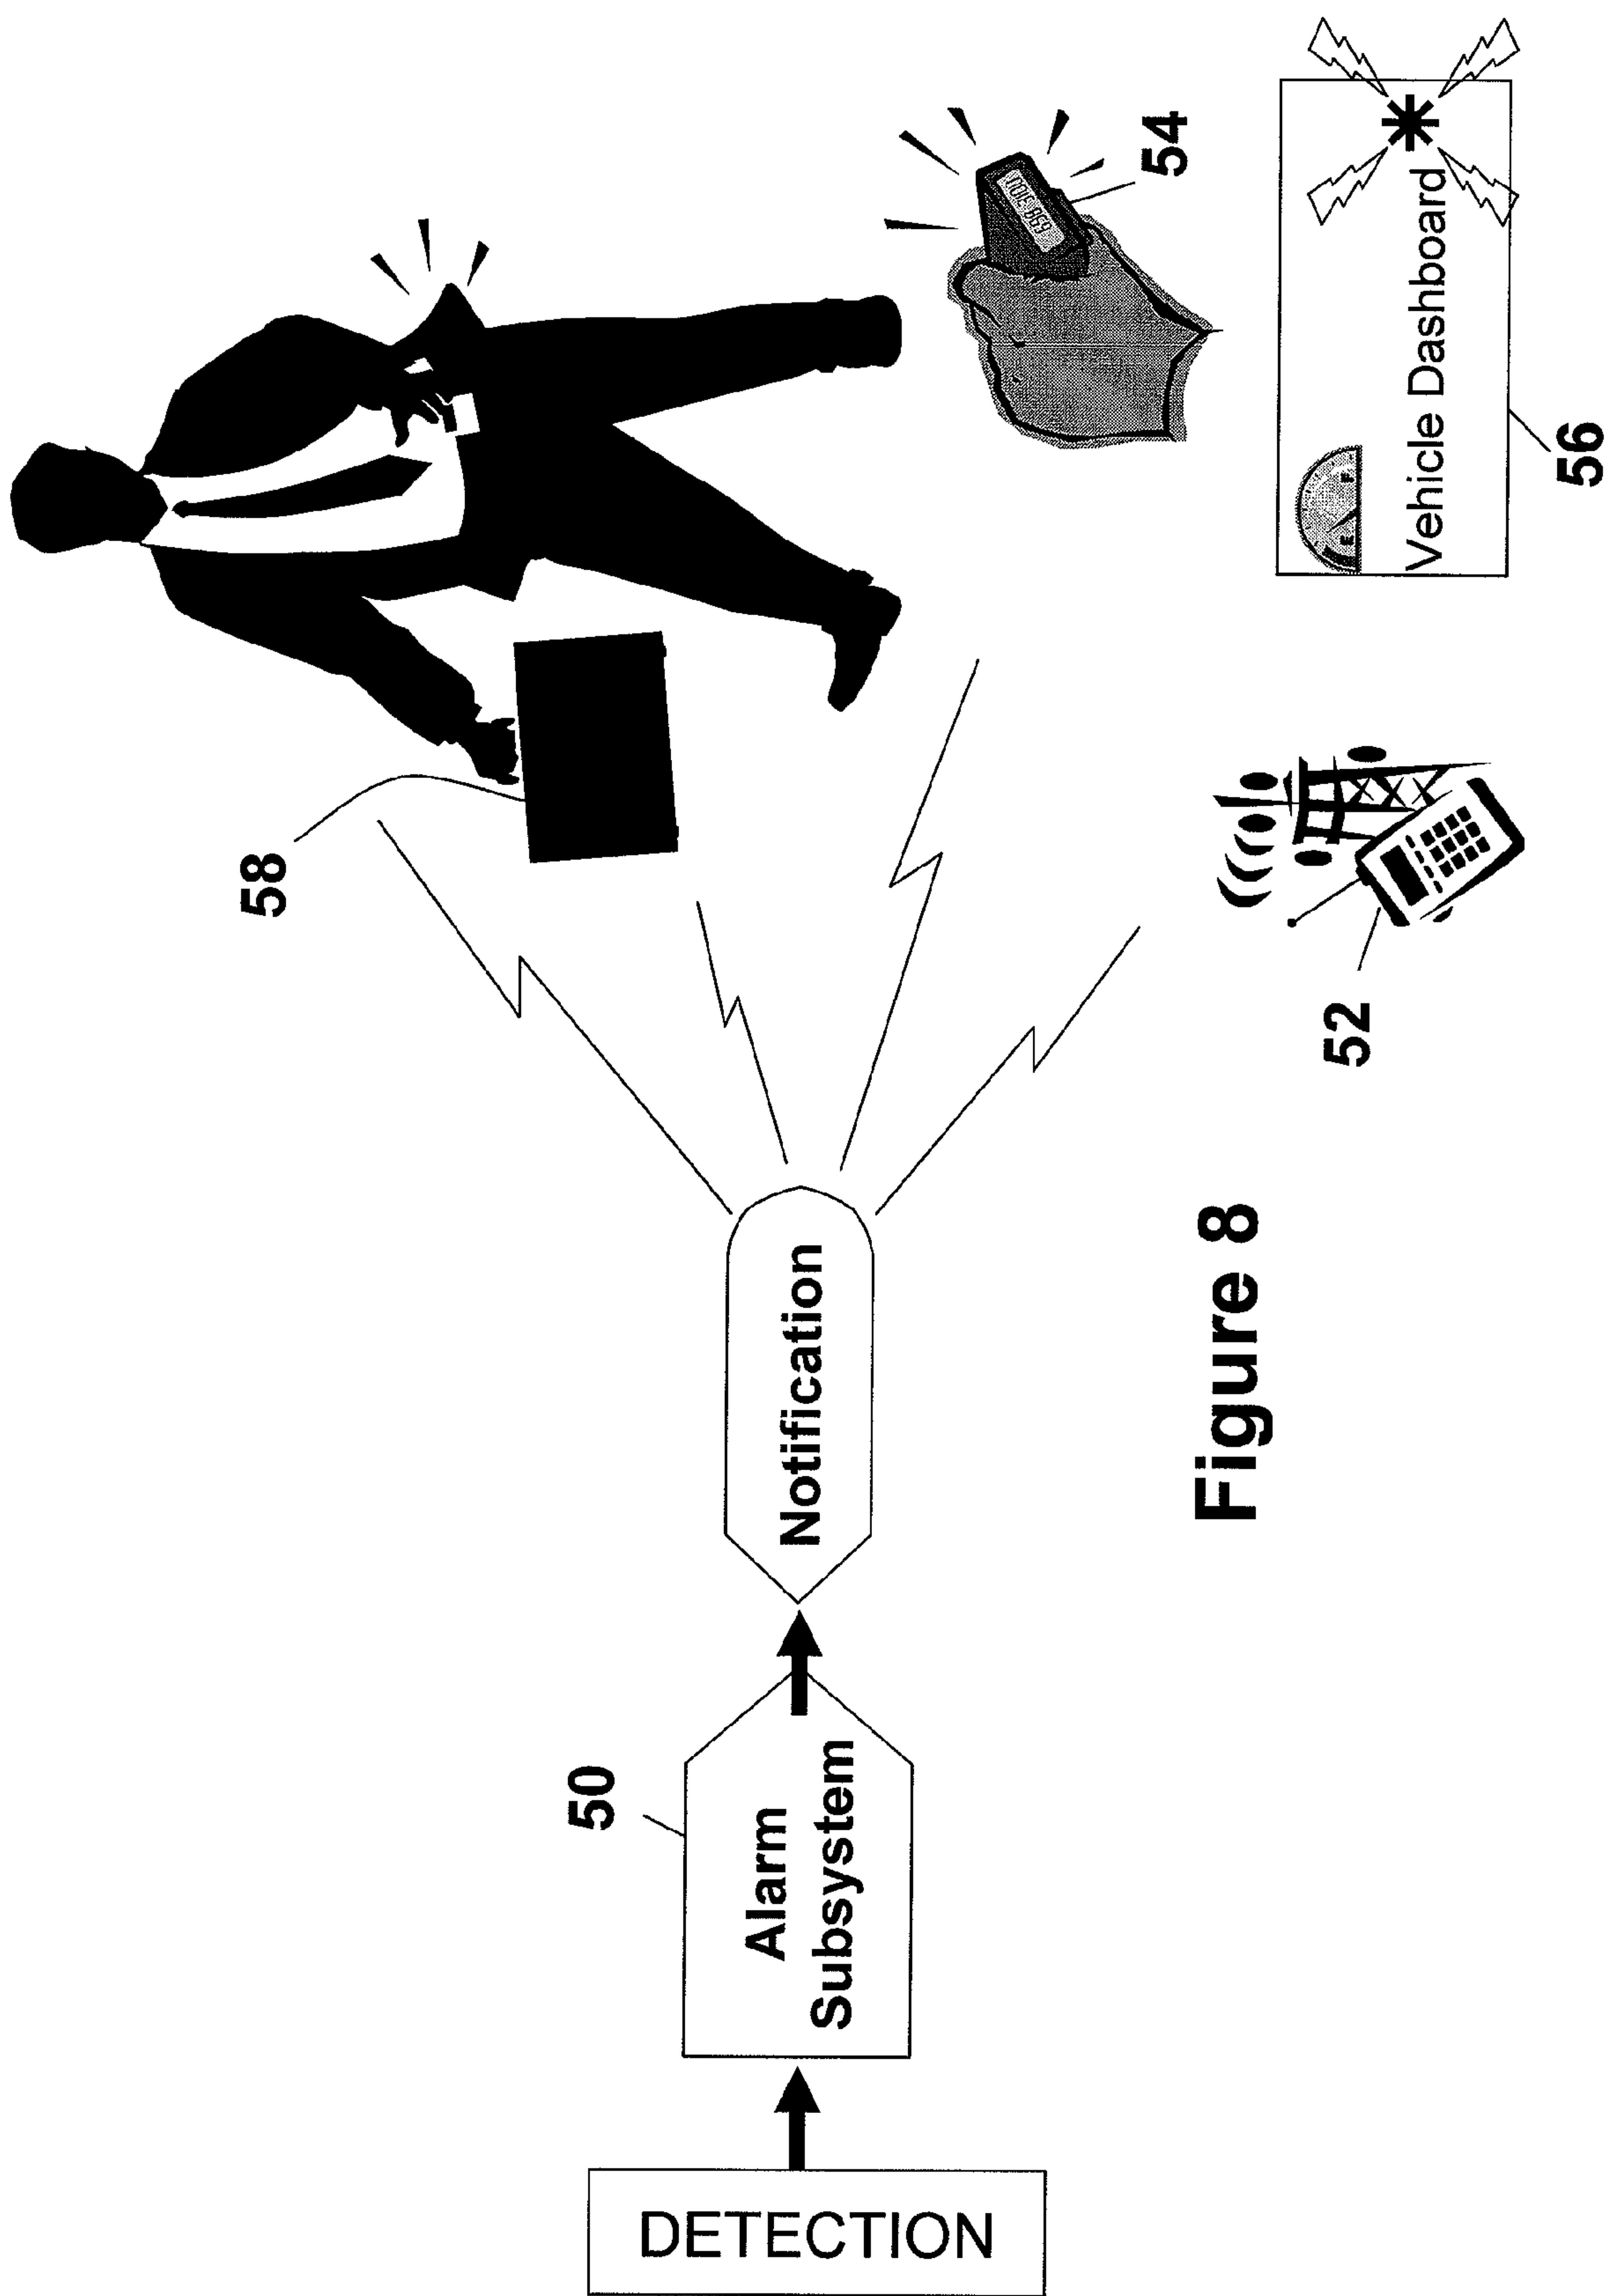 DETECTION
Alarm
Subsystem
50
Notification
58
52
54
E F
Vehicle Dashboard
56
Figure 8